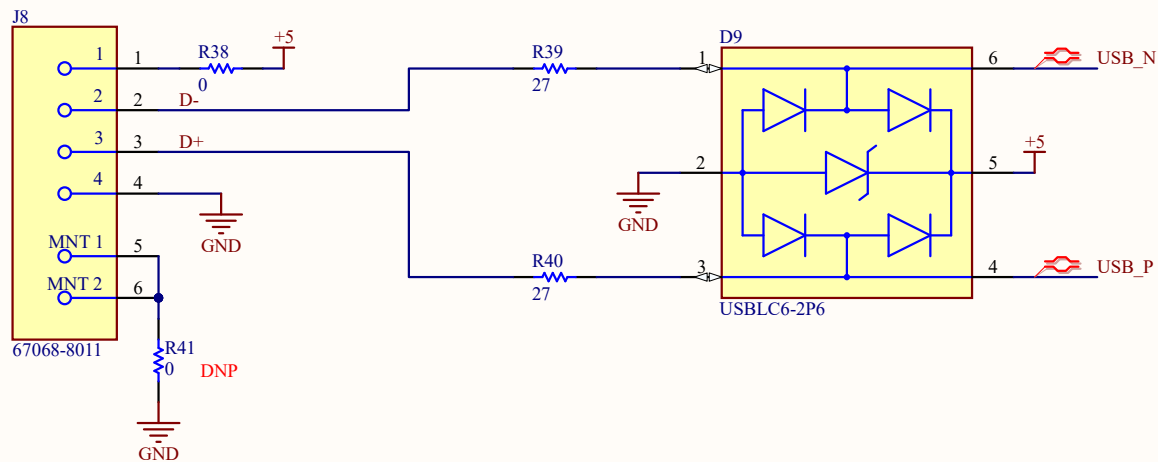 J8
1 1
R38
0
+5
2 2
D-
3 3
D+
4 4
GND
MNT 1 5
MNT 2 6
67068-8011
R41
0
DNP
GND
R39
27
R40
27
D9
1
6
USB_N
2
GND
5
+5
3
4
USB_P
USBLC6-2P6